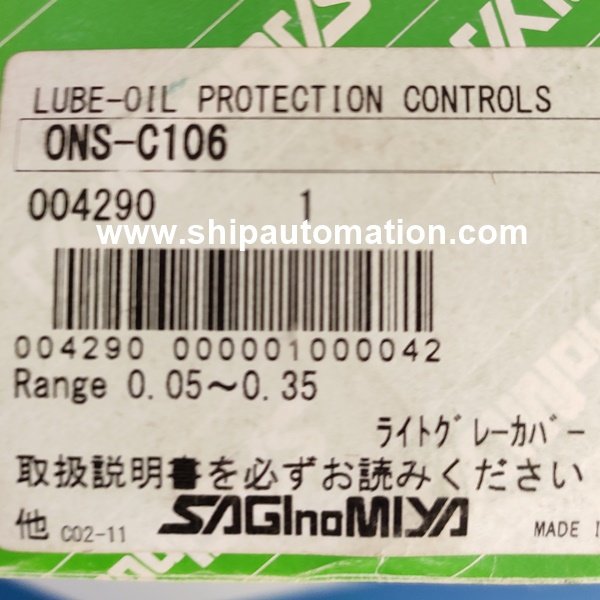 LUBE-OIL PROTECTION CONTROLS
ONS-C106
004290 1
www.shipautomation.com
004290 000001000042
Range 0.05～0.35
ﾗｲﾄｸﾞﾚｰｶﾊﾞｰ
取扱説明書を必ずお読みください
他 C02-11 SAGInoMIYA MADE